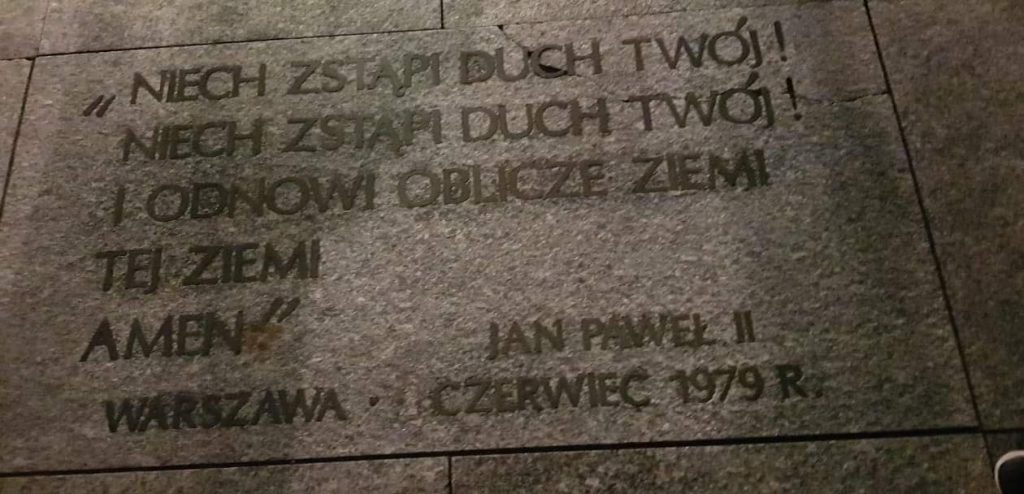 „NIECH ZSTĄPI DUCH TWÓJ!
NIECH ZSTĄPI DUCH TWÓJ!
I ODNOWI OBLICZE ZIEMI
TEJ ZIEMI
AMEN”
JAN PAWEŁ II
WARSZAWA · CZERWIEC 1979 R.